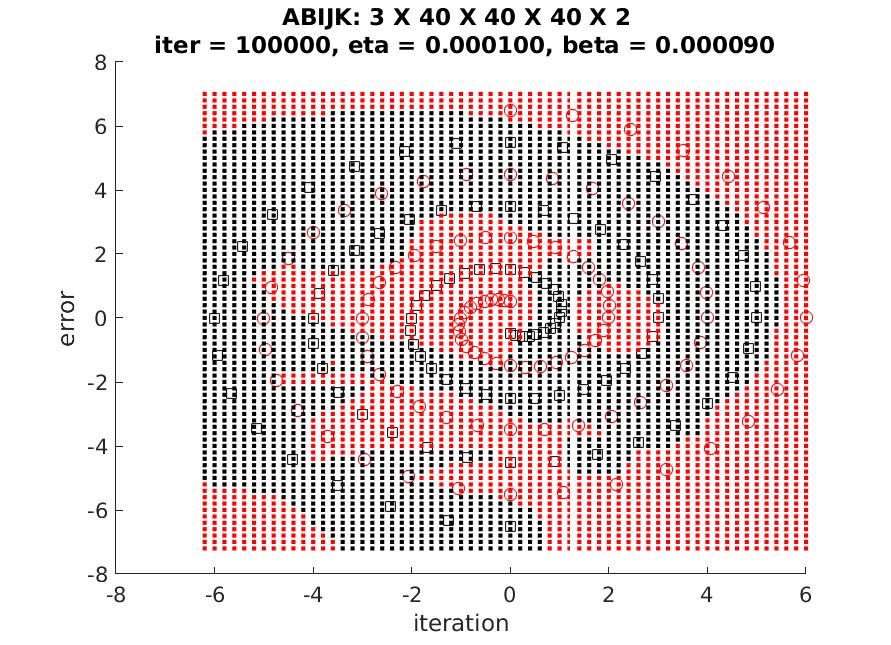 ABIJK: 3 X 40 X 40 X 40 X 2
iter = 100000, eta = 0.000100, beta = 0.000090
8
6
4
2
0
-2
-4
-6
-8
error
-8 -6 -4 -2 0 2 4 6
iteration